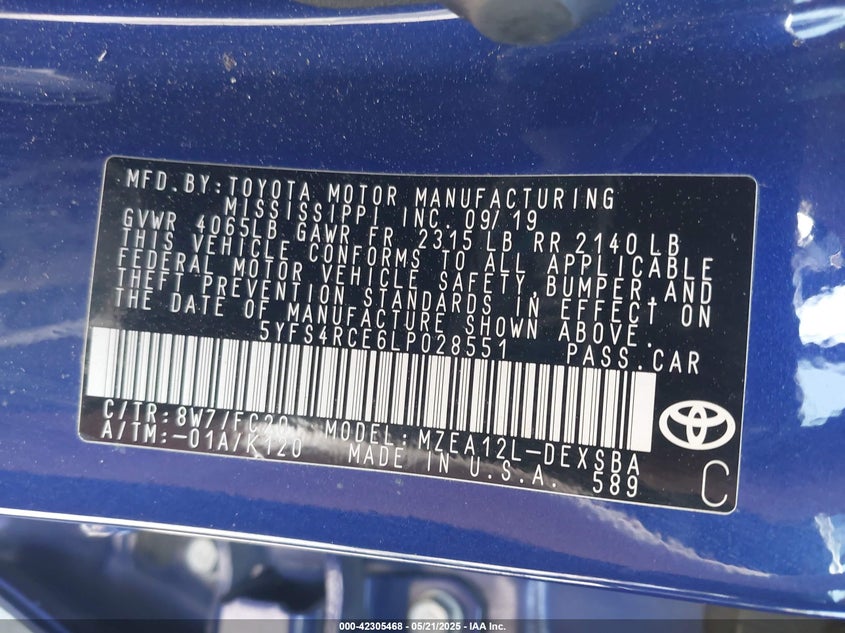 MFD.BY:TOYOTA MOTOR MANUFACTURING
MISSISSIPPI INC. 09/19
GVWR 4065LB GAWR FR 2315 LB RR 2140 LB
THIS VEHICLE CONFORMS TO ALL APPLICABLE
FEDERAL MOTOR VEHICLE SAFETY, BUMPER,AND
THEFT PREVENTION STANDARDS IN EFFECT ON
THE DATE OF MANUFACTURE SHOWN ABOVE.
5YFS4RCE6LP028551 PASS.CAR
C/TR:8W7/FC20 MODEL:MZEA12L-DEXSBA
A/TM:-01A/K120 MADE IN U.S.A. 589
C
000-42305468 - 05/21/2025 - IAA Inc.